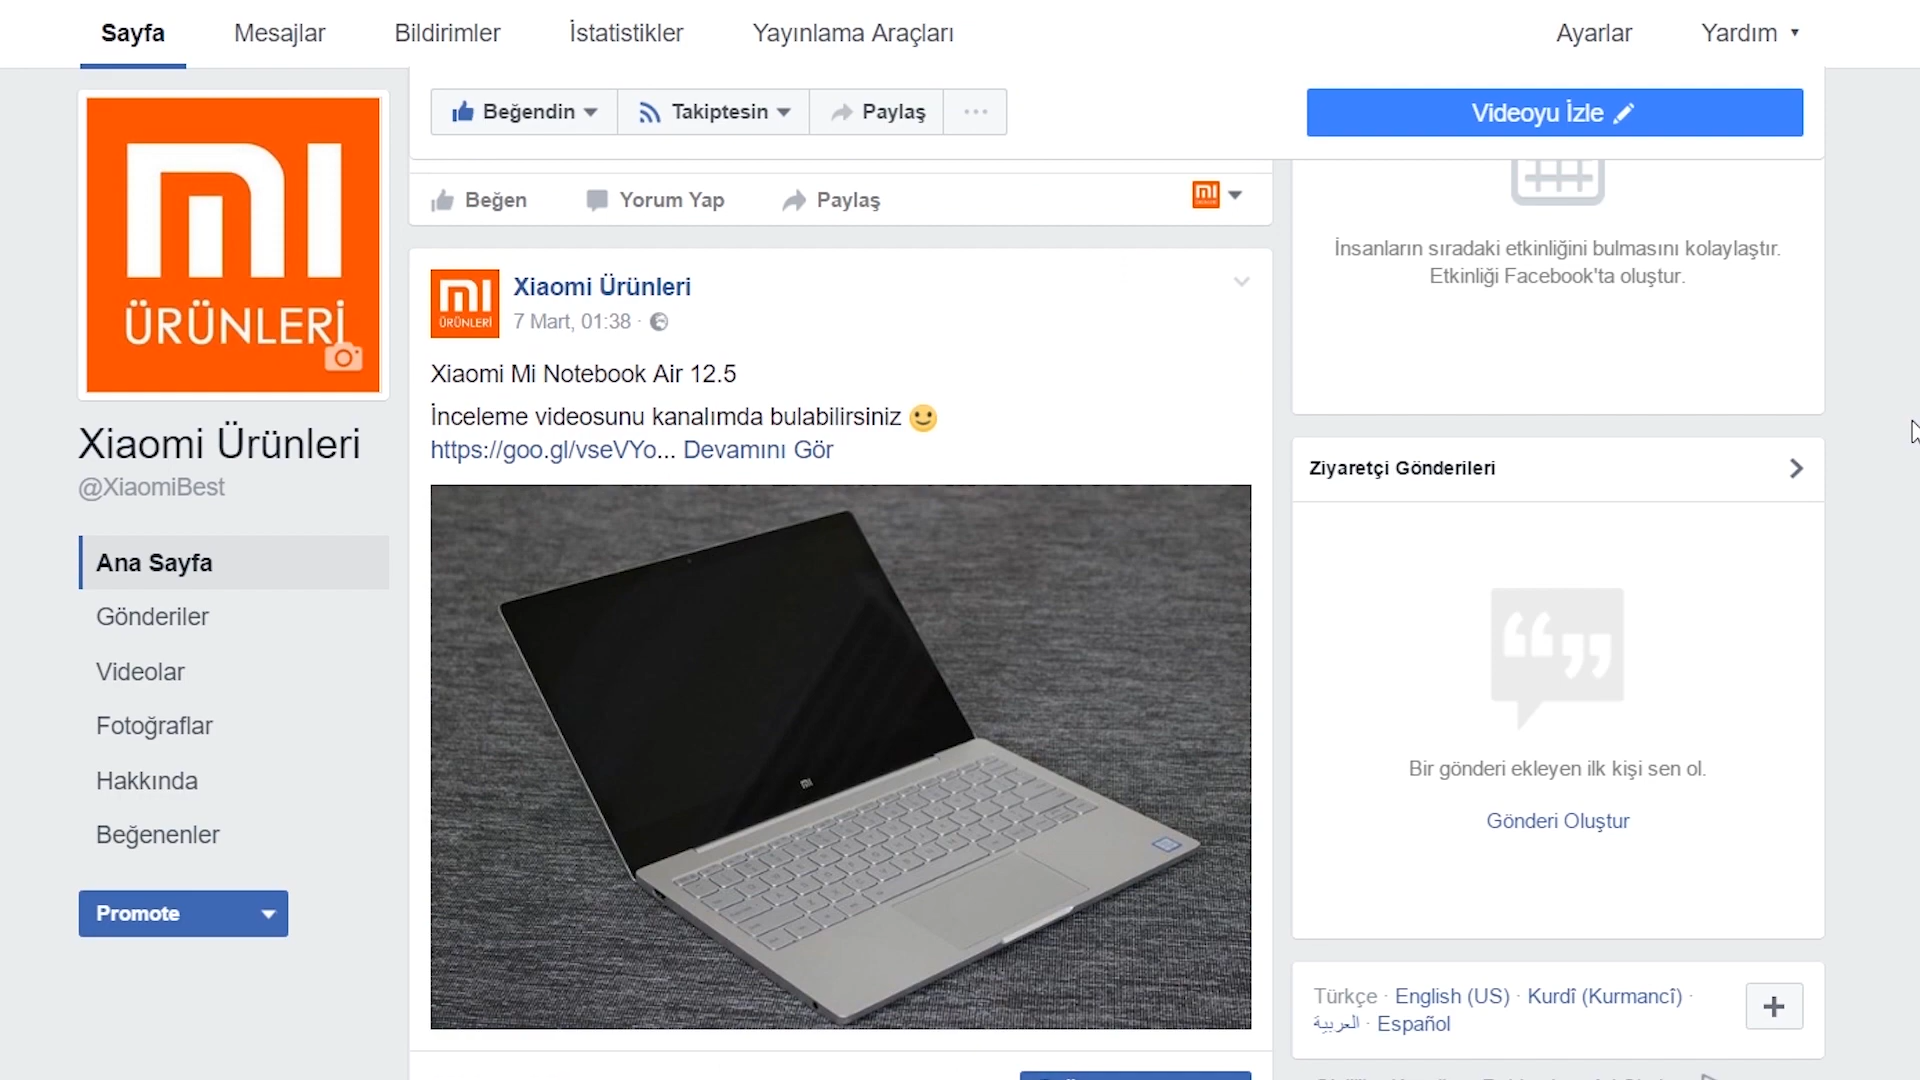 Sayfa
Mesajlar
Bildirimler
İstatistikler
Yayınlama Araçları
Ayarlar
Yardım
mı
ÜRÜNLERİ
Xiaomi Ürünleri
@XiaomiBest
Ana Sayfa
Gönderiler
Videolar
Fotoğraflar
Hakkında
Beğenenler
Promote
Beğendin
Takiptesin
Paylaş
...
Videoyu İzle
Beğen
Yorum Yap
Paylaş
mı
ÜRÜNLERİ
Xiaomi Ürünleri
7 Mart, 01:38 ·
Xiaomi Mi Notebook Air 12.5
İnceleme videosunu kanalımda bulabilirsiniz 🙂
https://goo.gl/vseVYo... Devamını Gör
mı
İnsanların sıradaki etkinliğini bulmasını kolaylaştır.
Etkinliği Facebook'ta oluştur.
Ziyaretçi Gönderileri
Bir gönderi ekleyen ilk kişi sen ol.
Gönderi Oluştur
Türkçe · English (US) · Kurdî (Kurmancî) ·
العربية · Español